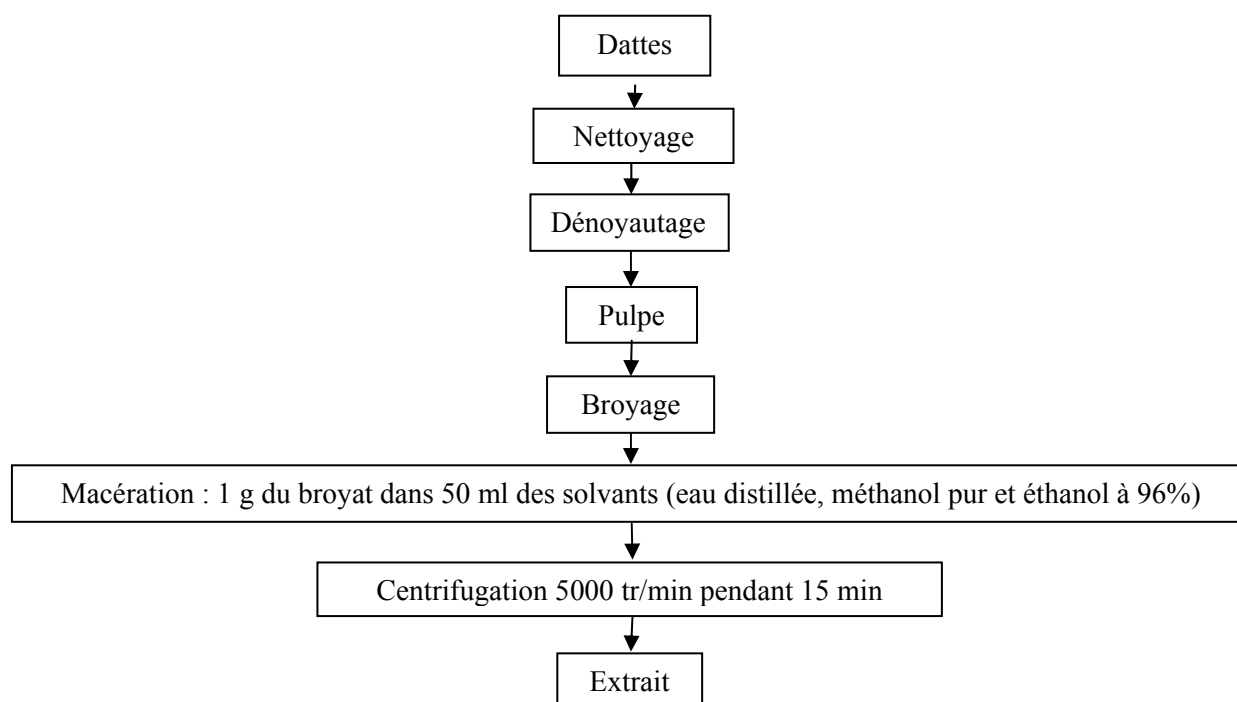 Dattes
Nettoyage
Dénoyautage
Pulpe
Broyage
Macération : 1 g du broyat dans 50 ml des solvants (eau distillée, méthanol pur et éthanol à 96%)
Centrifugation 5000 tr/min pendant 15 min
Extrait